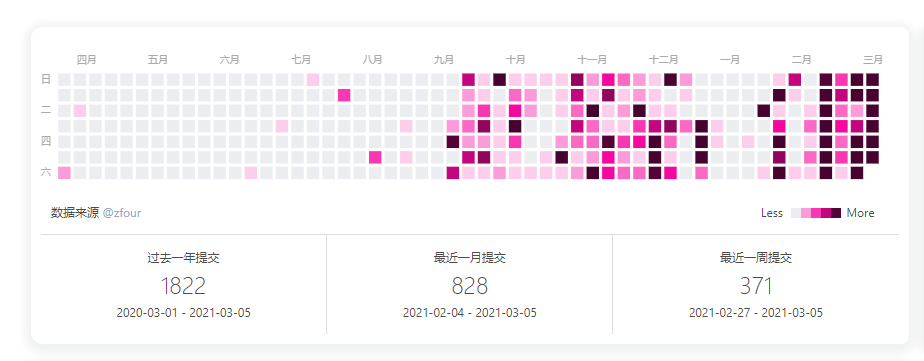 四月 五月 六月 七月 八月 九月 十月 十一月 十二月 一月 二月 三月
日
二
四
六
数据来源 @zfour Less More
过去一年提交 最近一月提交 最近一周提交
1822 828 371
2020-03-01 - 2021-03-05 2021-02-04 - 2021-03-05 2021-02-27 - 2021-03-05